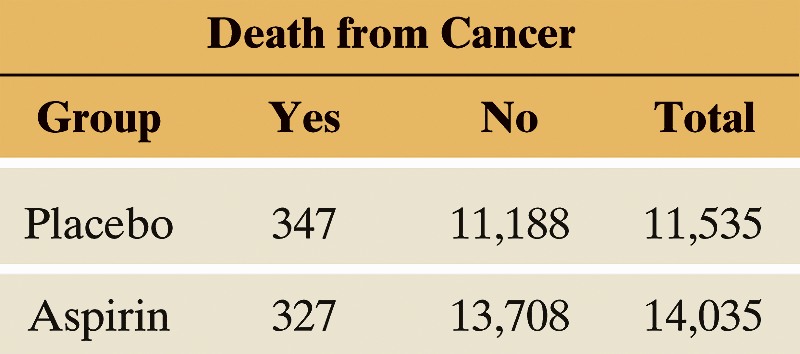 Death from Cancer
Group Yes No Total
Placebo 347 11,188 11,535
Aspirin 327 13,708 14,035